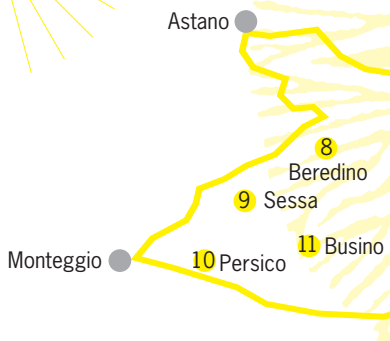 Astano
8
Beredino
9 Sessa
11 Busino
Monteggio
10 Persico